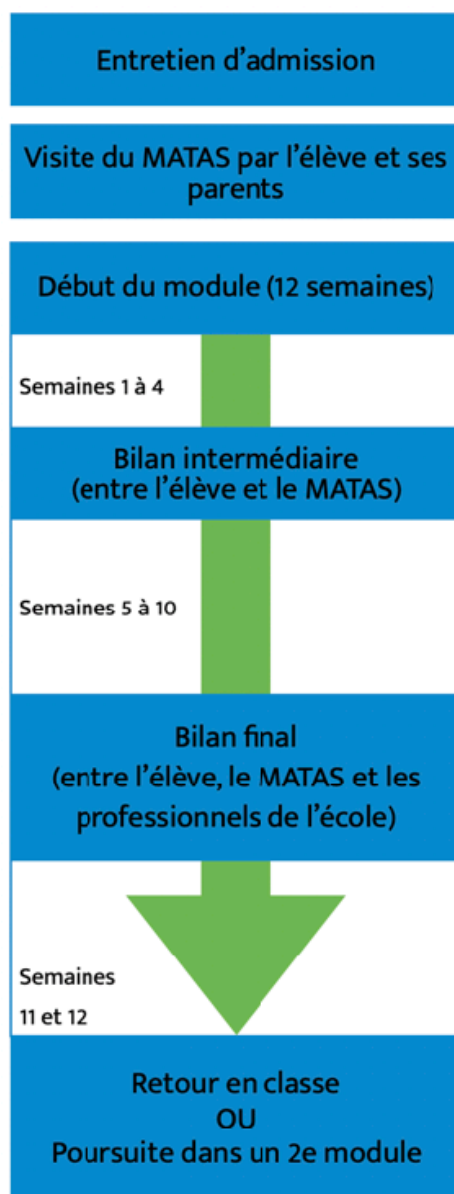 Entretien d’admission
Visite du MATAS par l’élève et ses
parents
Début du module (12 semaines)
Semaines 1 à 4
Bilan intermédiaire
(entre l’élève et le MATAS)
Semaines 5 à 10
Bilan final
(entre l’élève, le MATAS et les
professionnels de l’école)
Semaines
11 et 12
Retour en classe
OU
Poursuite dans un 2e module